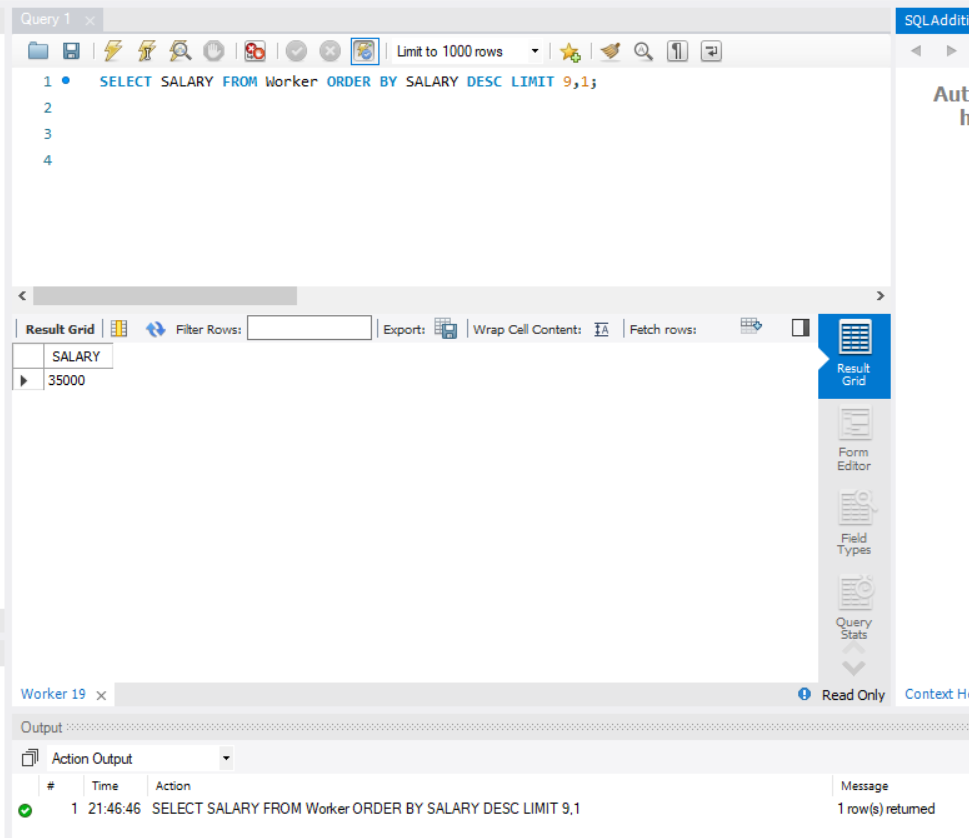 Query 1
SQLAdditi
Limit to 1000 rows
1 SELECT SALARY FROM Worker ORDER BY SALARY DESC LIMIT 9,1;
2
3
4
Aut
h
Result Grid Filter Rows: Export: Wrap Cell Content: Fetch rows:
SALARY
35000
Result
Grid
Form
Editor
Field
Types
Query
Stats
Worker 19
Read Only
Context H
Output
Action Output
# Time Action Message
1 21:46:46 SELECT SALARY FROM Worker ORDER BY SALARY DESC LIMIT 9,1 1 row(s) returned